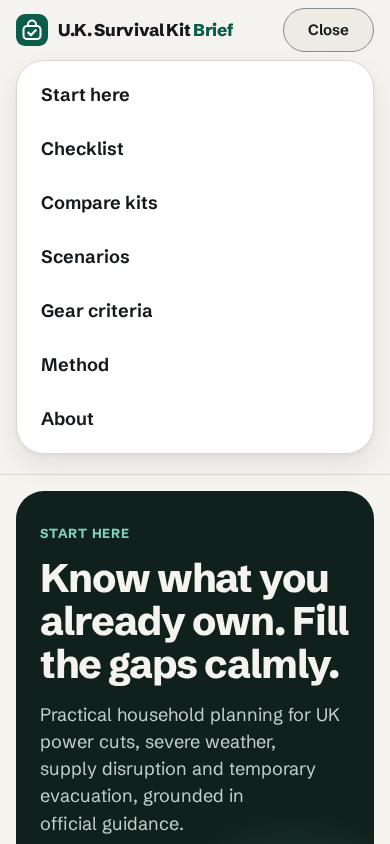 U.K. Survival Kit Brief
Close
Start here
Checklist
Compare kits
Scenarios
Gear criteria
Method
About
START HERE
Know what you
already own. Fill
the gaps calmly.
Practical household planning for UK
power cuts, severe weather,
supply disruption and temporary
evacuation, grounded in
official guidance.